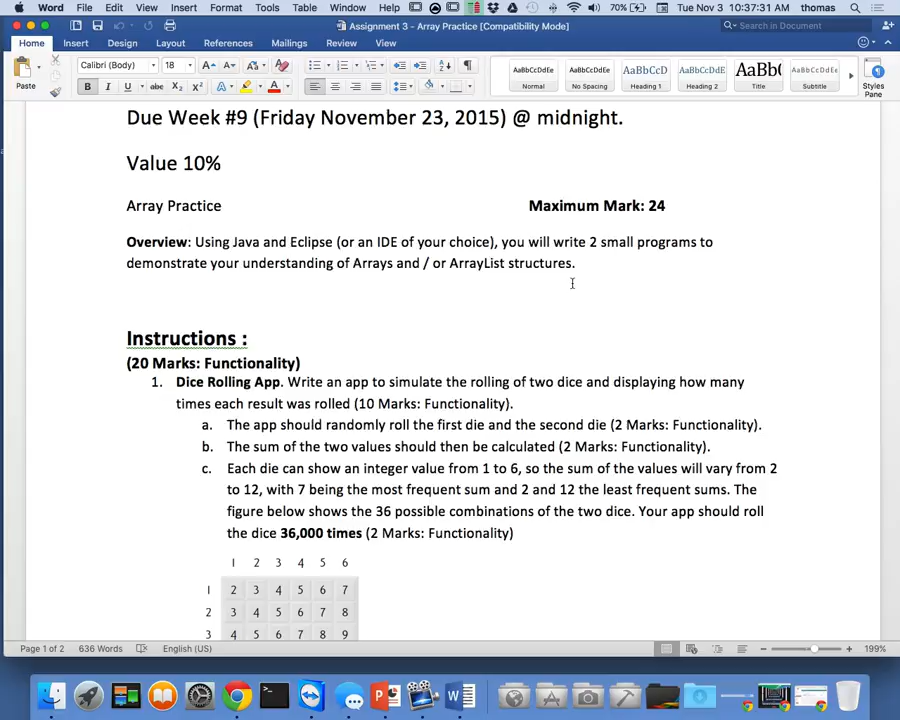 Word File Edit View Insert Format Tools Table Window Help 70% Tue Nov 3 10:37:31 AM thomas
Assignment 3 - Array Practice [Compatibility Mode] Search in Document
Home Insert Design Layout References Mailings Review View
Paste Calibri (Body) 18 A A Aa ¶ AaBbCcDdEe AaBbCcDdEe AaBbCcD AaBbCcDdE AaBb( AaBbCcDdEe
B I U abc X₂ X² A A Normal No Spacing Heading 1 Heading 2 Title Subtitle Styles Pane
Due Week #9 (Friday November 23, 2015) @ midnight.
Value 10%
Array Practice Maximum Mark: 24
Overview: Using Java and Eclipse (or an IDE of your choice), you will write 2 small programs to
demonstrate your understanding of Arrays and / or ArrayList structures.
Instructions :
(20 Marks: Functionality)
1. Dice Rolling App. Write an app to simulate the rolling of two dice and displaying how many
times each result was rolled (10 Marks: Functionality).
a. The app should randomly roll the first die and the second die (2 Marks: Functionality).
b. The sum of the two values should then be calculated (2 Marks: Functionality).
c. Each die can show an integer value from 1 to 6, so the sum of the values will vary from 2
to 12, with 7 being the most frequent sum and 2 and 12 the least frequent sums. The
figure below shows the 36 possible combinations of the two dice. Your app should roll
the dice 36,000 times (2 Marks: Functionality)
1 2 3 4 5 6
1 2 3 4 5 6 7
2 3 4 5 6 7 8
3 4 5 6 7 8 9
Page 1 of 2 636 Words English (US) 199%